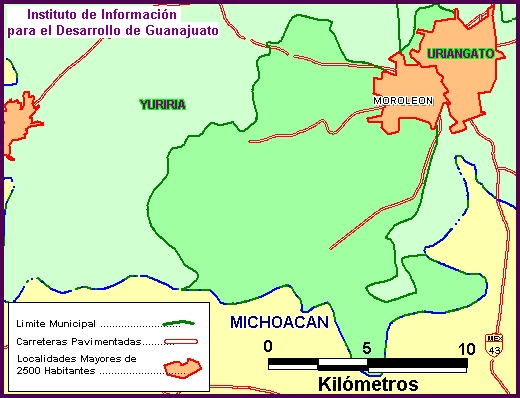 Instituto de Información
para el Desarrollo de Guanajuato
URIANGATO
MOROLEON
YURIRIA
MICHOACAN
Limite Municipal
Carreteras Pavimentadas
Localidades Mayores de
2500 Habitantes
0 5 10
Kilómetros
MEX
43